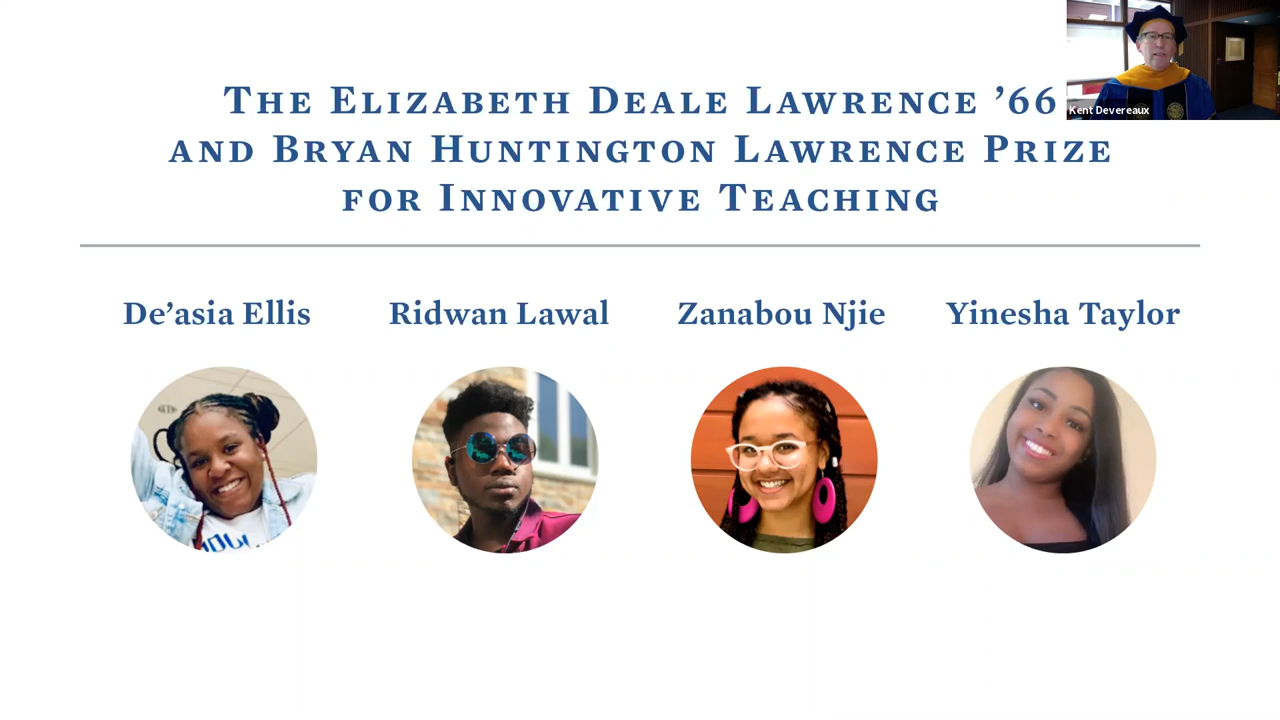 THE ELIZABETH DEALE LAWRENCE ’66
AND BRYAN HUNTINGTON LAWRENCE PRIZE
FOR INNOVATIVE TEACHING
Kent Devereaux
De’asia Ellis
Ridwan Lawal
Zanabou Njie
Yinesha Taylor